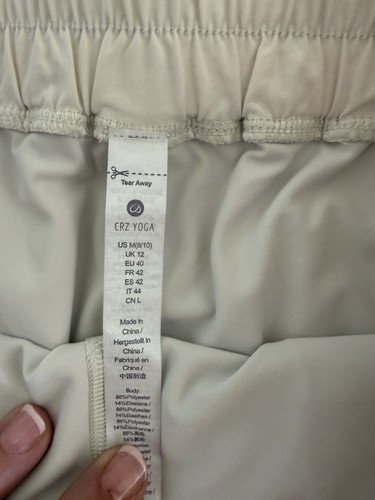 Tear Away
CRZ YOGA
US M(8/10)
UK 12
EU 40
FR 42
ES 42
IT 44
CN L
Made in
China /
Hergestellt in
China /
Fabriqué en
China /
中国制造
Body:
86%Polyester
14%Elastane /
86%Polyester
14%Elasthan /
86%Polyester
14%Elasthanne /